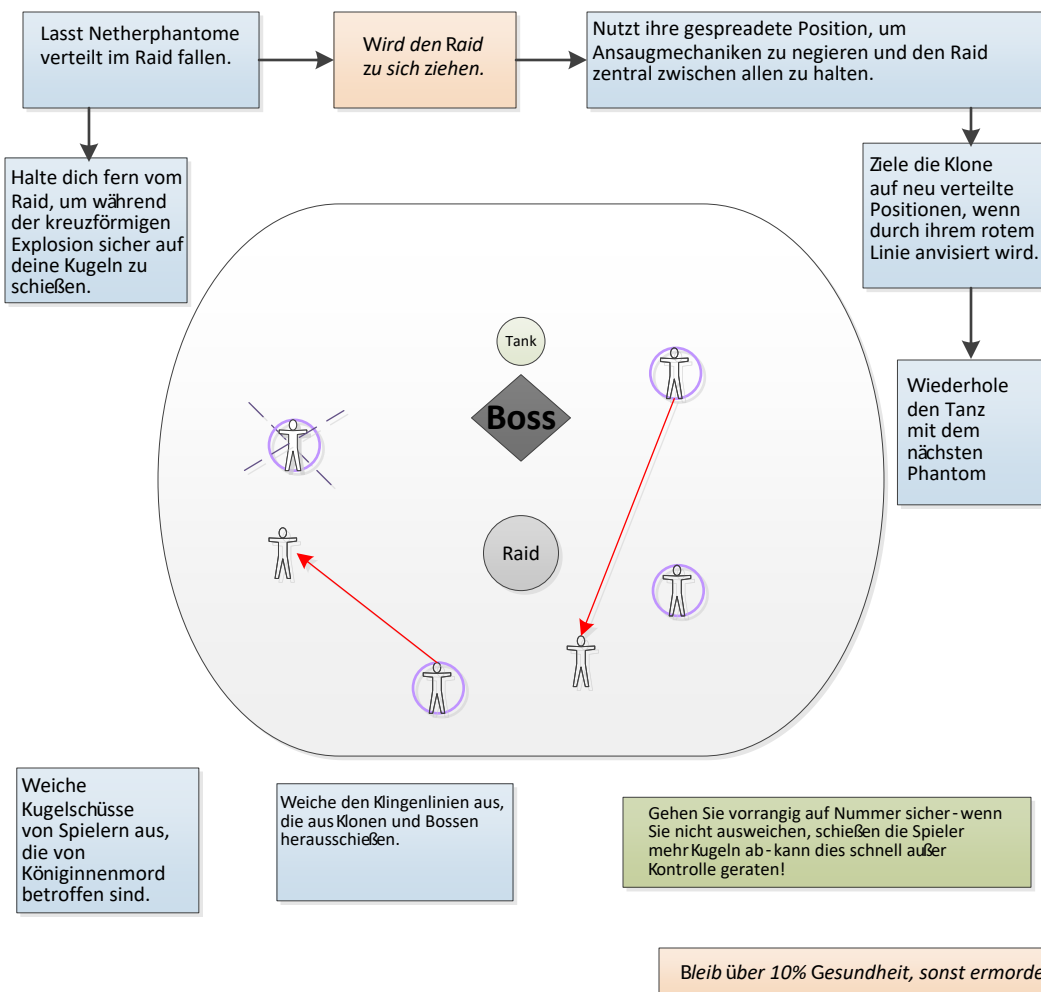 Lasst Netherphantome
verteilt im Raid fallen.
Wird den Raid
zu sich ziehen.
Nutzt ihre gespreadete Position, um
Ansaugmechaniken zu negieren und den Raid
zentral zwischen allen zu halten.
Halte dich fern vom
Raid, um während
der kreuzförmigen
Explosion sicher auf
deine Kugeln zu
schießen.
Ziele die Klone
auf neu verteilte
Positionen, wenn
durch ihrem rotem
Linie anvisiert wird.
Tank
Boss
Wiederhole
den Tanz
mit dem
nächsten
Phantom
Raid
Weiche
Kugelschüsse
von Spielern aus,
die von
Königinnenmord
betroffen sind.
Weiche den Klingenlinien aus,
die aus Klonen und Bossen
herausschießen.
Gehen Sie vorrangig auf Nummer sicher - wenn
Sie nicht ausweichen, schießen die Spieler
mehr Kugeln ab - kann dies schnell außer
Kontrolle geraten!
Bleib über 10% Gesundheit, sonst ermorde